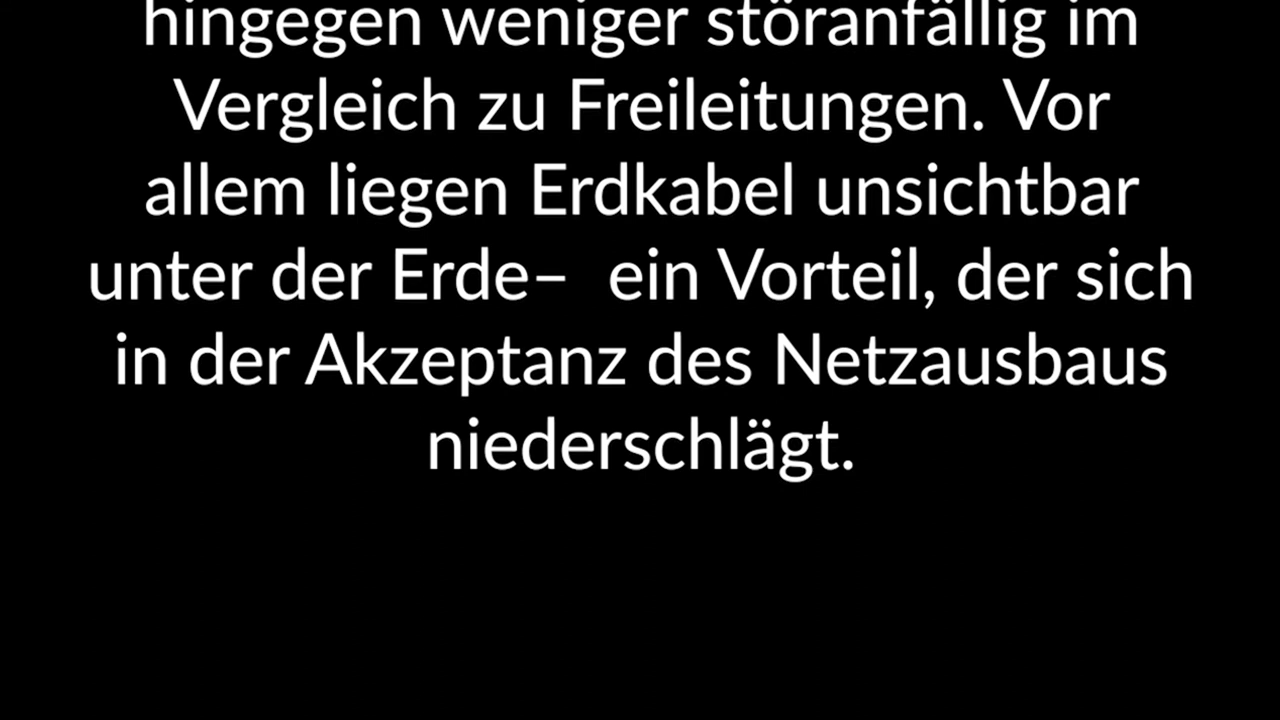 hingegen weniger störanfällig im
Vergleich zu Freileitungen. Vor
allem liegen Erdkabel unsichtbar
unter der Erde–  ein Vorteil, der sich
in der Akzeptanz des Netzausbaus
niederschlägt.